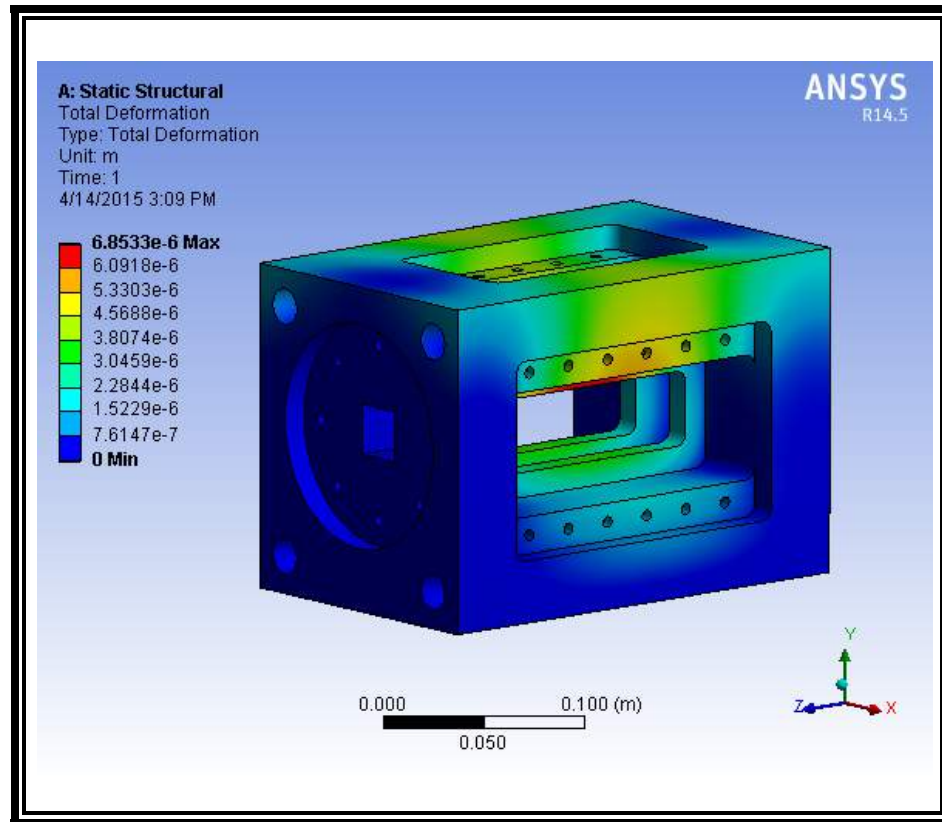 A: Static Structural
Total Deformation
Type: Total Deformation
Unit: m
Time: 1
4/14/2015 3:09 PM
6.8533e-6 Max
6.0918e-6
5.3303e-6
4.5688e-6
3.8074e-6
3.0459e-6
2.2844e-6
1.5229e-6
7.6147e-7
0 Min
ANSYS
R14.5
0.000 0.100 (m)
0.050
Y
Z X